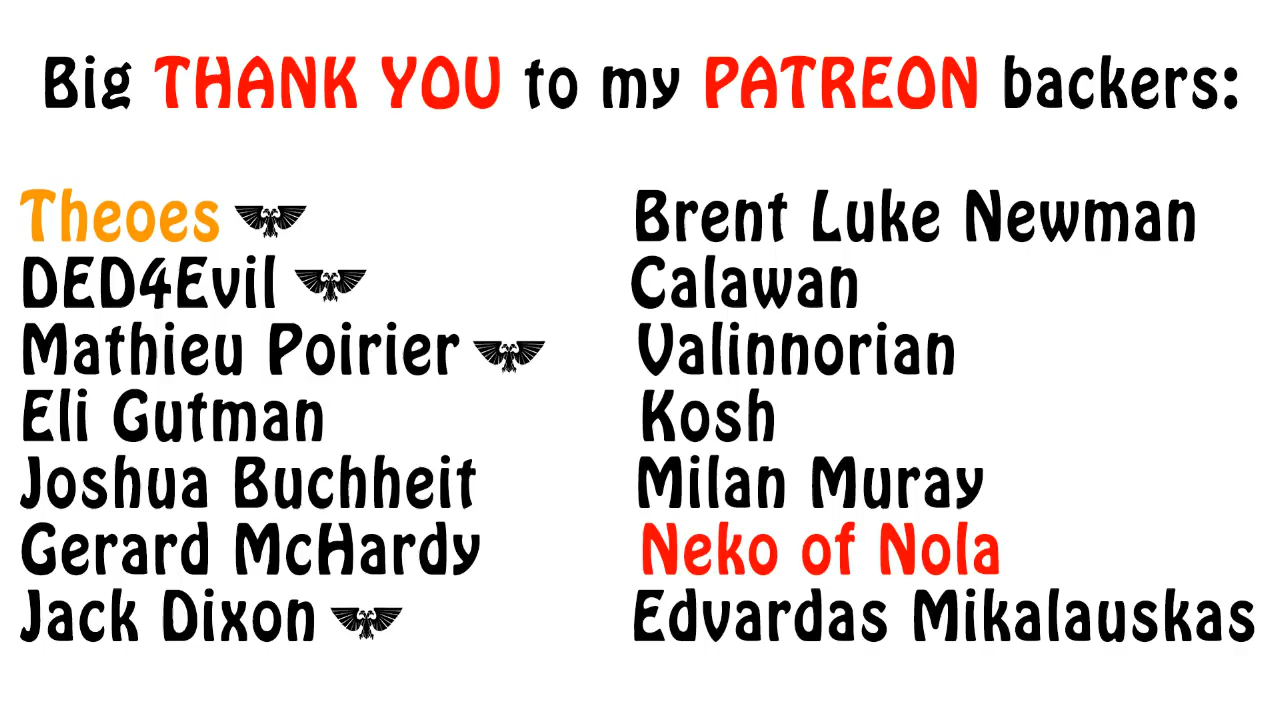 Big THANK YOU to my PATREON backers:
Theoes
DED4Evil
Mathieu Poirier
Eli Gutman
Joshua Buchheit
Gerard McHardy
Jack Dixon
Brent Luke Newman
Calawan
Valinnorian
Kosh
Milan Muray
Neko of Nola
Edvardas Mikalauskas